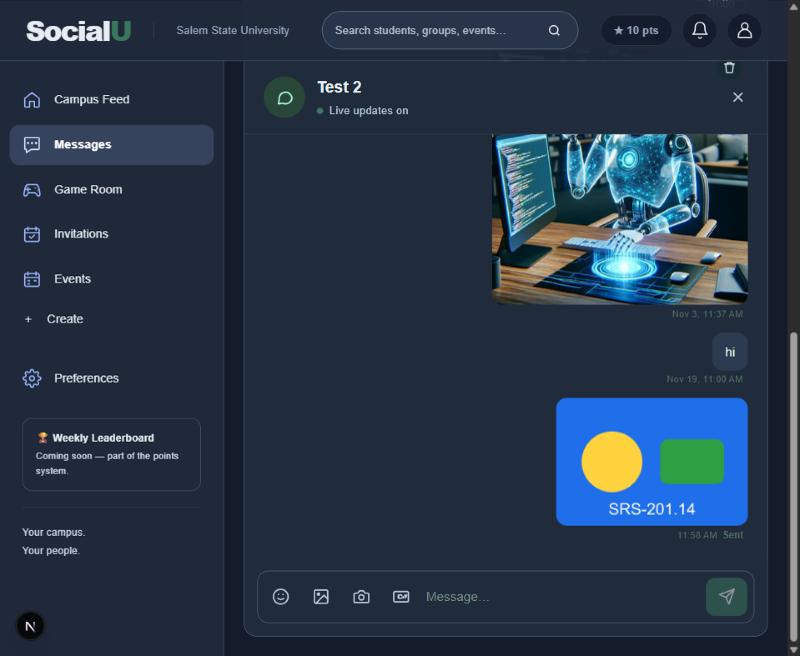 SocialU
Salem State University
Search students, groups, events...
★ 10 pts
Campus Feed
Messages
Game Room
Invitations
Events
+ Create
Preferences
🏆 Weekly Leaderboard
Coming soon — part of the points
system.
Your campus.
Your people.
N
Test 2
Live updates on
Nov 3, 11:37 AM
hi
Nov 19, 11:00 AM
SRS-201.14
11:58 AM Sent
GIF
Message...